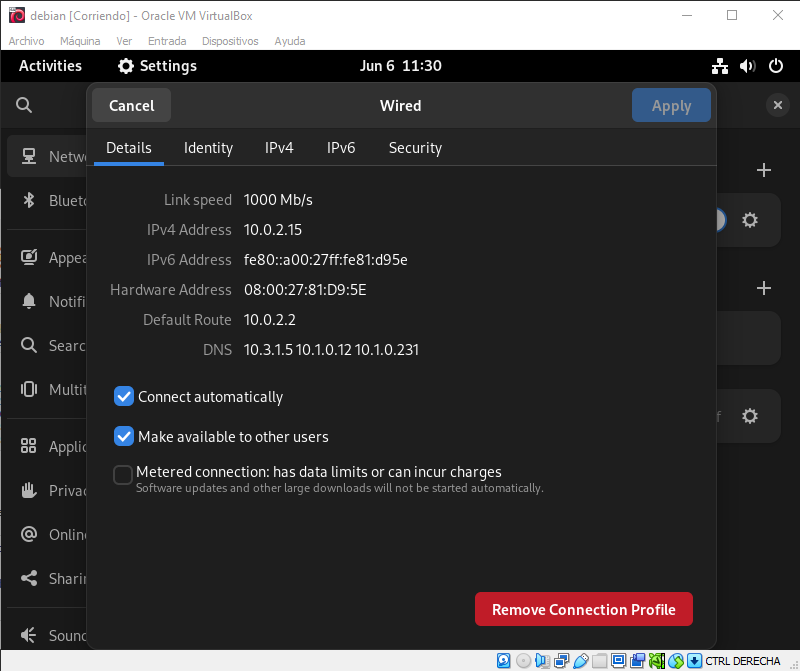 debian [Corriendo] - Oracle VM VirtualBox
Archivo Máquina Ver Entrada Dispositivos Ayuda
Activities Settings Jun 6 11:30
Cancel Wired Apply
Details Identity IPv4 IPv6 Security
Netw
Blueto
Appea
Notifi
Searc
Multit
Applic
Privac
Online
Sharin
Sound
Link speed 1000 Mb/s
IPv4 Address 10.0.2.15
IPv6 Address fe80::a00:27ff:fe81:d95e
Hardware Address 08:00:27:81:D9:5E
Default Route 10.0.2.2
DNS 10.3.1.5 10.1.0.12 10.1.0.231
Connect automatically
Make available to other users
Metered connection: has data limits or can incur charges
Software updates and other large downloads will not be started automatically.
Remove Connection Profile
CTRL DERECHA